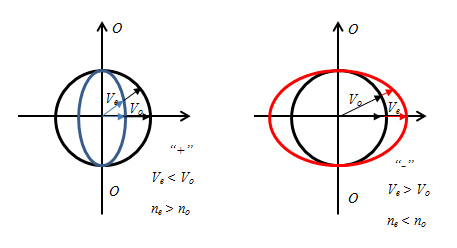 O
Ve
Vo
"+"
O
Ve < Vo
ne > no
O
Vo
Ve
"-"
O
Ve > Vo
ne < no